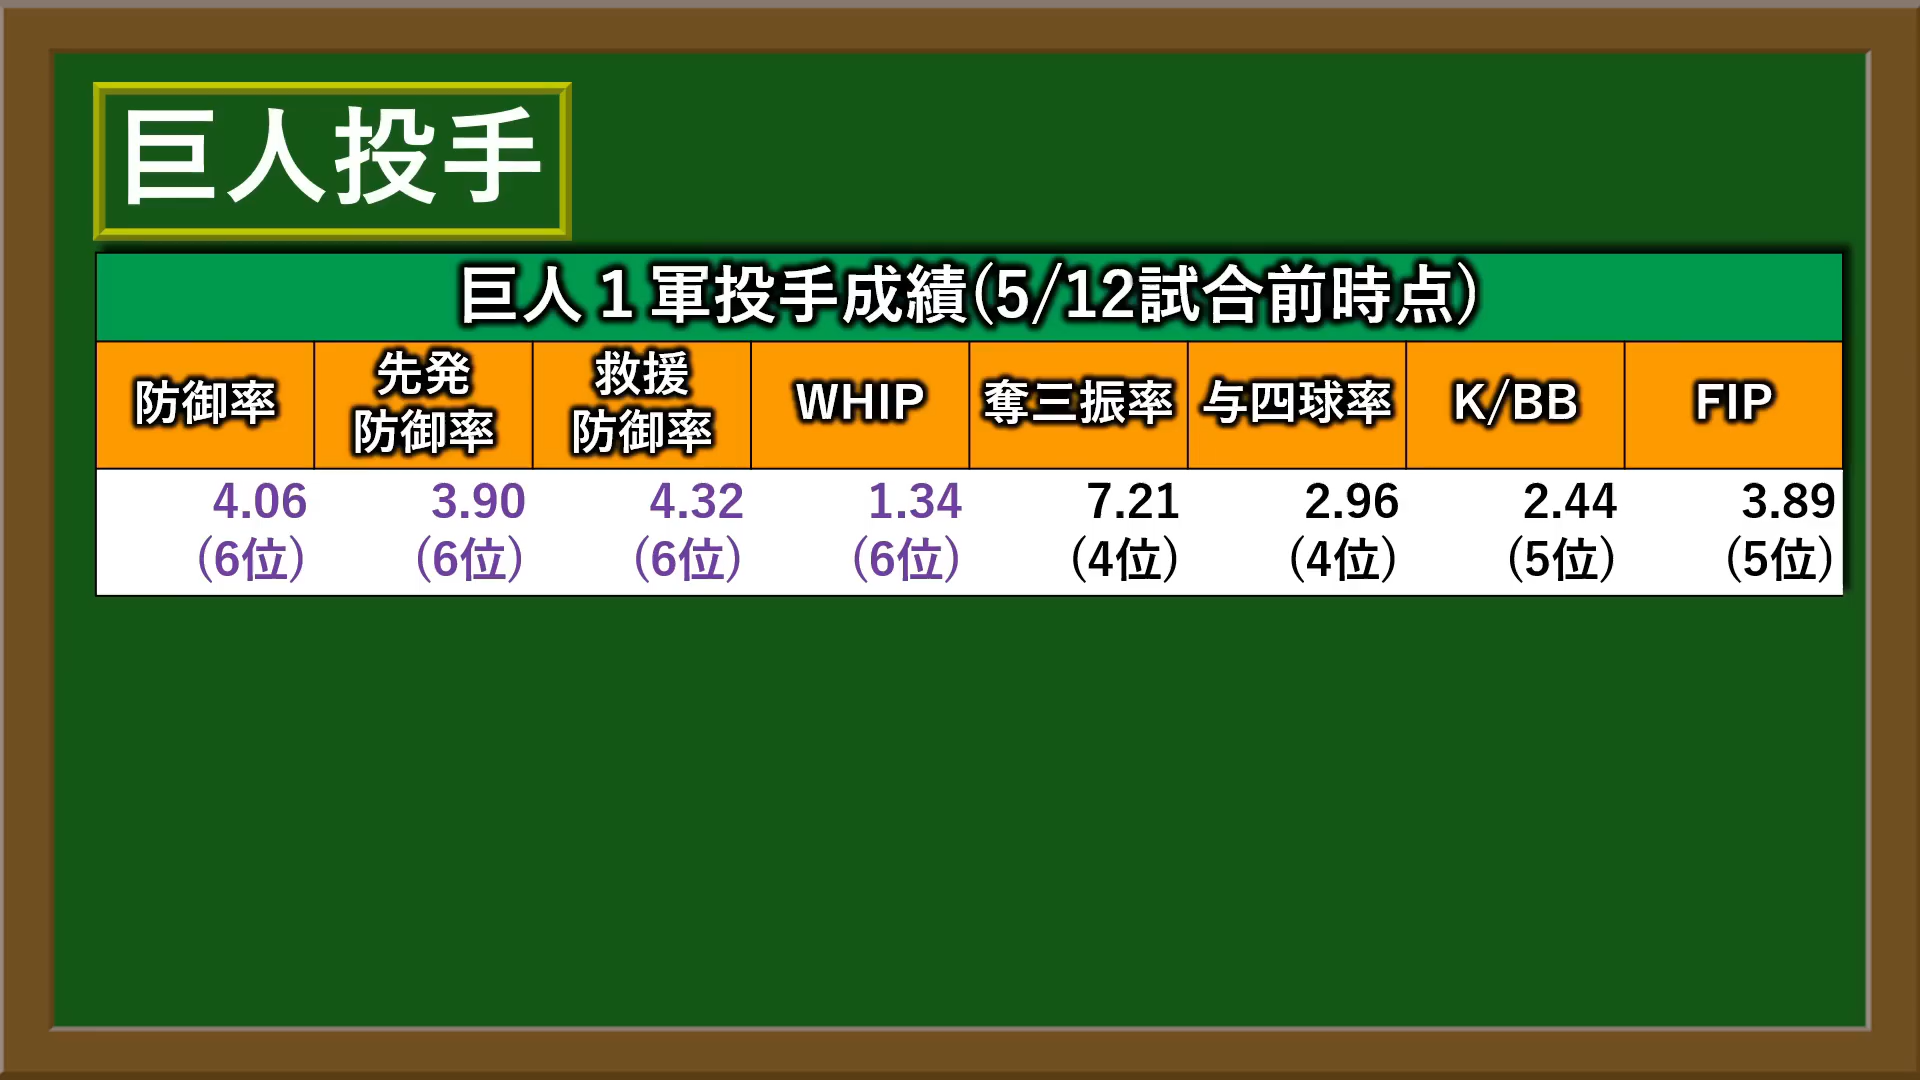 巨人投手
巨人１軍投手成績(5/12試合前時点)
防御率
先発
防御率
救援
防御率
WHIP
奪三振率
与四球率
K/BB
FIP
4.06 3.90 4.32 1.34 7.21 2.96 2.44 3.89
(6位) (6位) (6位) (6位) (4位) (4位) (5位) (5位)